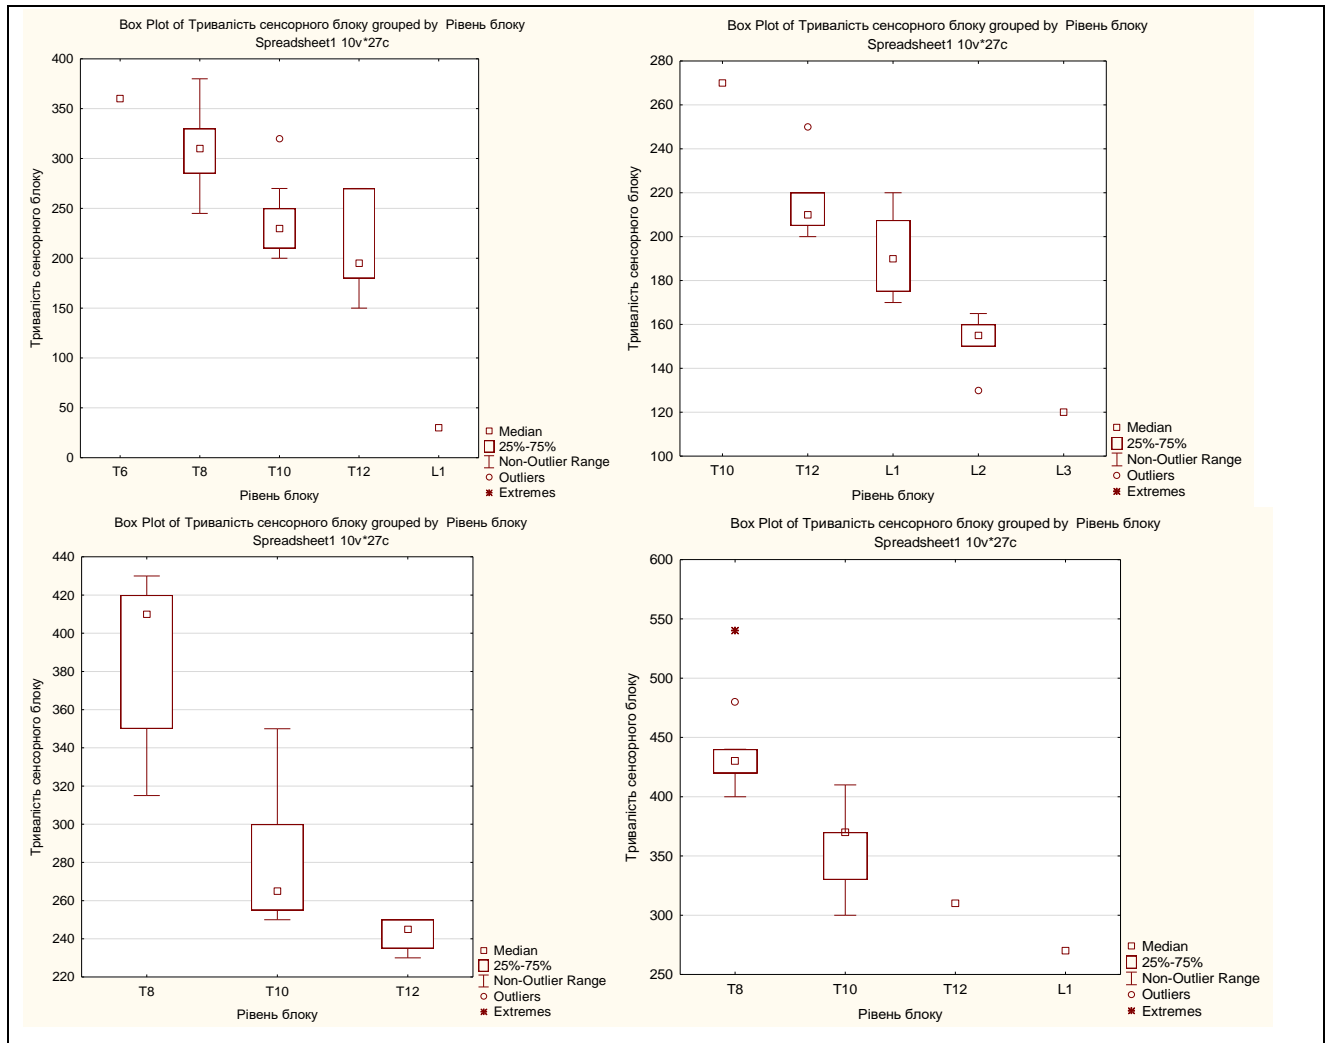 Box Plot of Тривалість сенсорного блоку grouped by Рівень блоку
Spreadsheet1 10v*27c
400
350
300
250
200
150
100
50
0
Тривалість сенсорного блоку
T6 T8 T10 T12 L1
Рівень блоку
Median
25%-75%
Non-Outlier Range
Outliers
Extremes
Box Plot of Тривалість сенсорного блоку grouped by Рівень блоку
Spreadsheet1 10v*27c
280
260
240
220
200
180
160
140
120
100
Тривалість сенсорного блоку
T10 T12 L1 L2 L3
Рівень блоку
Median
25%-75%
Non-Outlier Range
Outliers
Extremes
Box Plot of Тривалість сенсорного блоку grouped by Рівень блоку
Spreadsheet1 10v*27c
440
420
400
380
360
340
320
300
280
260
240
220
Тривалість сенсорного блоку
T8 T10 T12
Рівень блоку
Median
25%-75%
Non-Outlier Range
Outliers
Extremes
Box Plot of Тривалість сенсорного блоку grouped by Рівень блоку
Spreadsheet1 10v*27c
600
550
500
450
400
350
300
250
Тривалість сенсорного блоку
T8 T10 T12 L1
Рівень блоку
Median
25%-75%
Non-Outlier Range
Outliers
Extremes